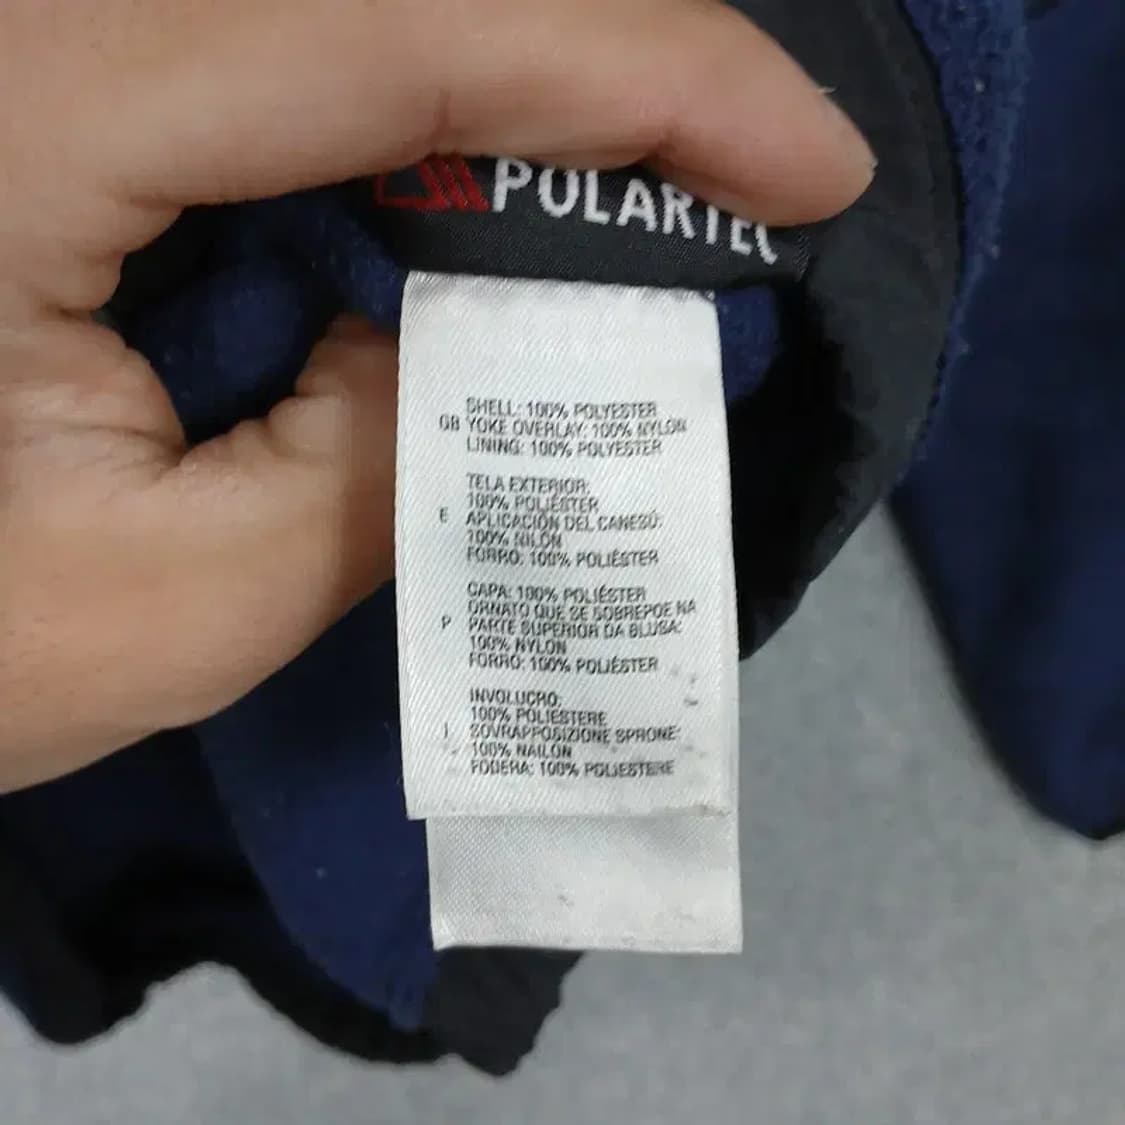 POLARTEC
SHELL: 100% POLYESTER
GB YOKE OVERLAY: 100% NYLON
LINING: 100% POLYESTER
TELA EXTERIOR:
100% POLIÉSTER
E APLICACIÓN DEL CANESÚ:
100% NILÓN
FORRO: 100% POLIÉSTER
CAPA: 100% POLIÉSTER
ORNATO QUE SE SOBREPOE NA
P PARTE SUPERIOR DA BLUSA:
100% NYLON
FORRO: 100% POLIÉSTER
INVOLUCRO:
100% POLIESTERE
I SOVRAPPOSIZIONE SPRONE:
100% NAILON
FODERA: 100% POLIESTERE